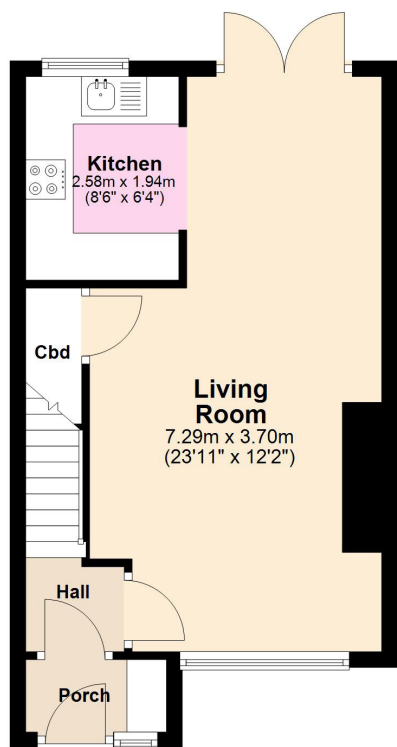 Kitchen
2.58m x 1.94m
(8'6" x 6'4")
Cbd
Living
Room
7.29m x 3.70m
(23'11" x 12'2")
Hall
Porch